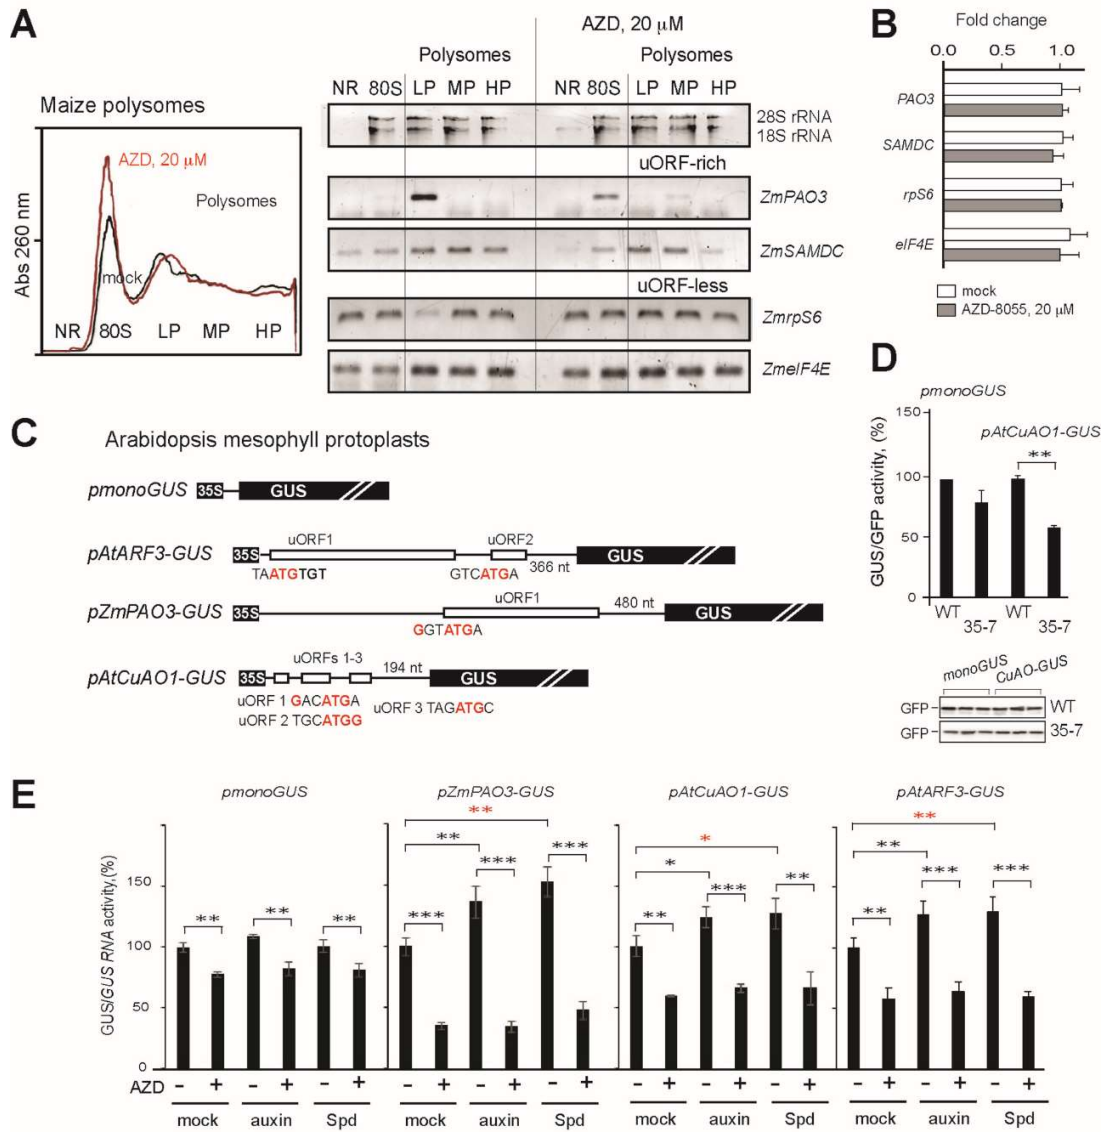 A
AZD, 20 µM
Polysomes Polysomes
NR 80S LP MP HP NR 80S LP MP HP
Maize polysomes
28S rRNA
18S rRNA
AZD, 20 µM
Polysomes
mock
Abs 260 nm
NR 80S LP MP HP
uORF-rich
ZmPAO3
ZmSAMDC
uORF-less
ZmrpS6
ZmeIF4E
B
Fold change
0.0 1.0
PAO3
SAMDC
rpS6
eIF4E
mock
AZD-8055, 20 µM
C
Arabidopsis mesophyll protoplasts
pmonoGUS 35S GUS
pAtARF3-GUS 35S uORF1 uORF2 366 nt GUS
TAATGTGT GTCATGA
pZmPAO3-GUS 35S uORF1 480 nt GUS
GGTATGA
pAtCuAO1-GUS 35S uORFs 1-3 194 nt GUS
uORF 1 GACATGA
uORF 2 TGCATGG
uORF 3 TAGATGC
D
pmonoGUS
pAtCuAO1-GUS
**
GUS/GFP activity, (%)
150
100
50
0
WT 35-7 WT 35-7
monoGUS CuAO-GUS
GFP WT
GFP 35-7
E
pmonoGUS pZmPAO3-GUS pAtCuAO1-GUS pAtARF3-GUS
GUS/GUS RNA activity,(%)
150
100
50
0
** ** **
** ** *** *** ***
* * ** *** **
** ** ** *** ***
AZD - + - + - + - + - + - + - + - + - + - + - + - +
mock auxin Spd mock auxin Spd mock auxin Spd mock auxin Spd